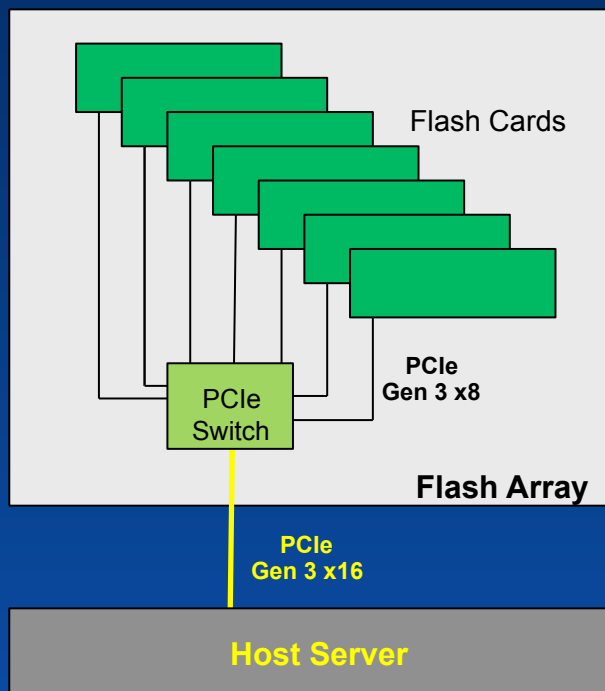 Flash Cards
PCIe
Gen 3 x8
PCIe
Switch
Flash Array
PCIe
Gen 3 x16
Host Server